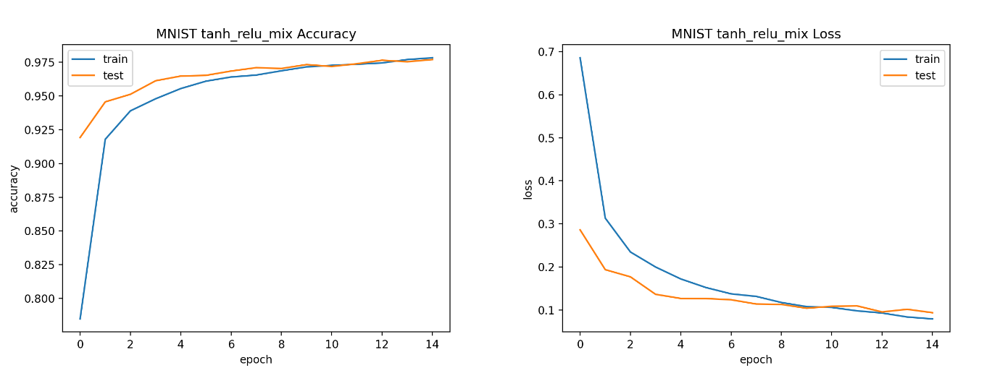 MNIST tanh_relu_mix Accuracy
train
test
0.975
0.950
0.925
0.900
0.875
0.850
0.825
0.800
accuracy
0 2 4 6 8 10 12 14
epoch
MNIST tanh_relu_mix Loss
train
test
0.7
0.6
0.5
0.4
0.3
0.2
0.1
loss
0 2 4 6 8 10 12 14
epoch